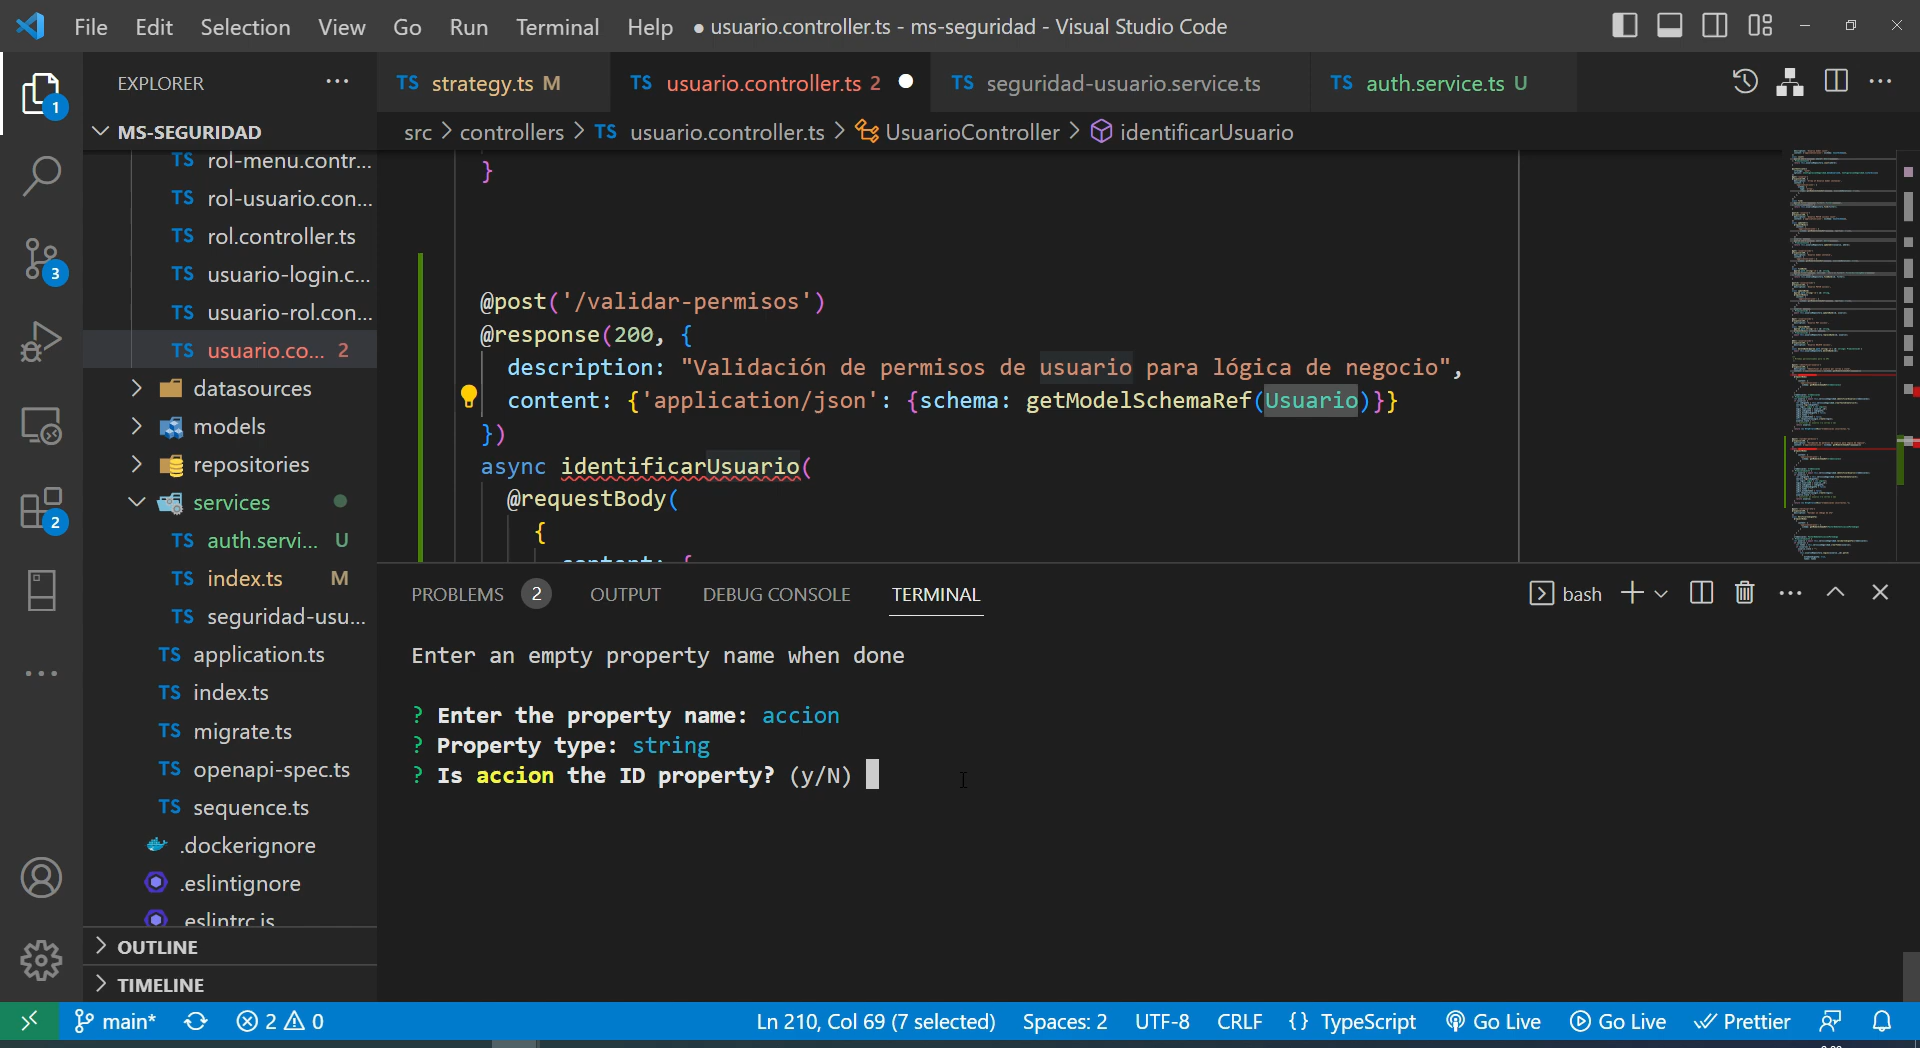 File Edit Selection View Go Run Terminal Help ● usuario.controller.ts - ms-seguridad - Visual Studio Code
EXPLORER ...
TS strategy.ts M
TS usuario.controller.ts 2 ●
TS seguridad-usuario.service.ts
TS auth.service.ts U
src > controllers > TS usuario.controller.ts > UsuarioController > identificarUsuario
1
3
2
MS-SEGURIDAD
TS rol-menu.contr...
TS rol-usuario.con...
TS rol.controller.ts
TS usuario-login.c...
TS usuario-rol.con...
TS usuario.co... 2
datasources
models
repositories
services
TS auth.servi... U
TS index.ts M
TS seguridad-usu...
TS application.ts
TS index.ts
TS migrate.ts
TS openapi-spec.ts
TS sequence.ts
.dockerignore
.eslintignore
.eslintrc.js
OUTLINE
TIMELINE
}
@post('/validar-permisos')
@response(200, {
description: "Validación de permisos de usuario para lógica de negocio",
content: {'application/json': {schema: getModelSchemaRef(Usuario)}}
})
async identificarUsuario(
@requestBody(
{
content: {
PROBLEMS 2 OUTPUT DEBUG CONSOLE TERMINAL
bash
Enter an empty property name when done
? Enter the property name: accion
? Property type: string
? Is accion the ID property? (y/N)
main* 2 0 Ln 210, Col 69 (7 selected) Spaces: 2 UTF-8 CRLF {} TypeScript Go Live Go Live Prettier